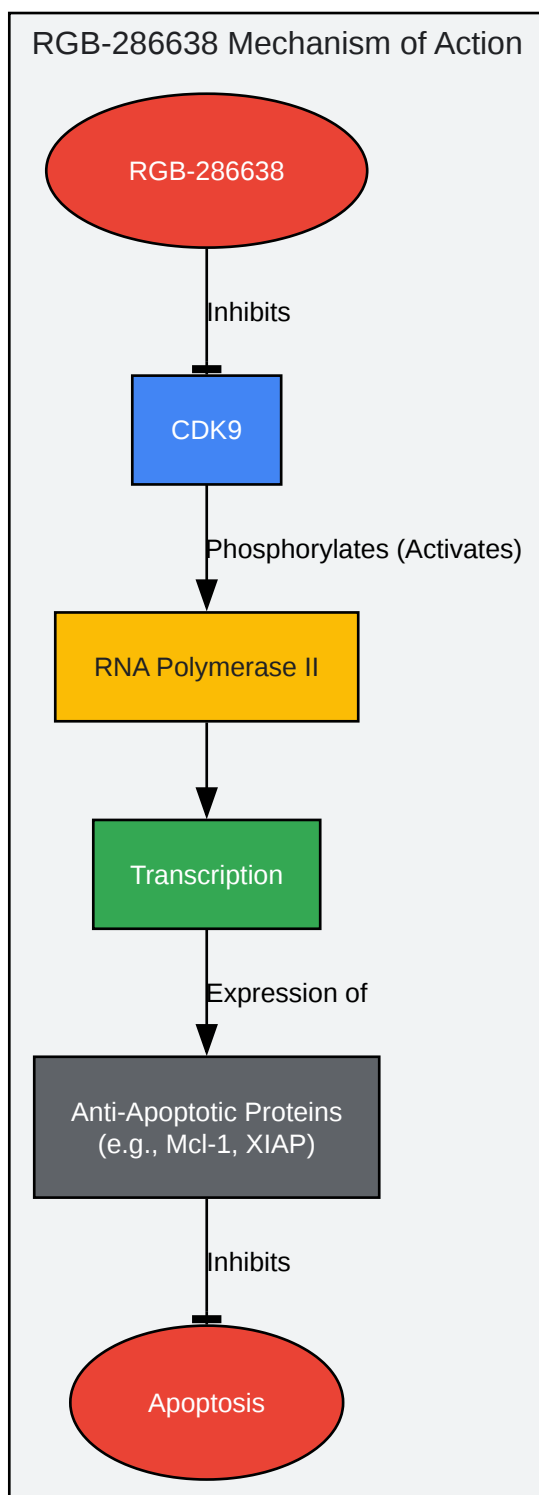 RGB-286638 Mechanism of Action
RGB-286638
Inhibits
CDK9
Phosphorylates (Activates)
RNA Polymerase II
Transcription
Expression of
Anti-Apoptotic Proteins
(e.g., Mcl-1, XIAP)
Inhibits
Apoptosis